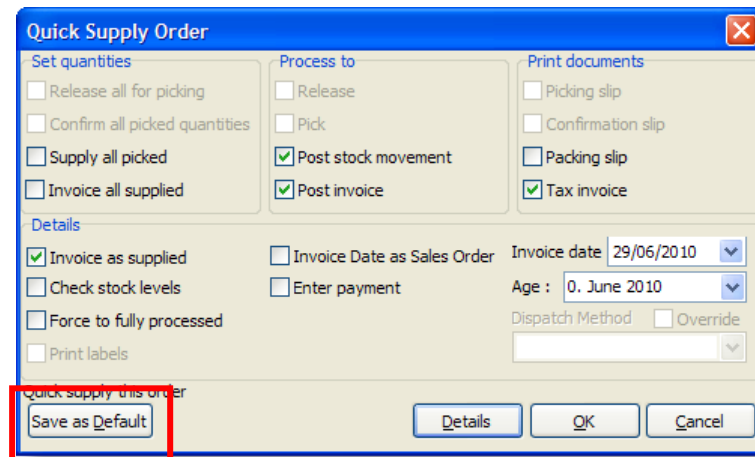 Quick Supply Order
Set quantities Process to Print documents
Release all for picking Release Picking slip
Confirm all picked quantities Pick Confirmation slip
Supply all picked Post stock movement Packing slip
Invoice all supplied Post invoice Tax invoice
Details
Invoice as supplied Invoice Date as Sales Order Invoice date 29/06/2010
Check stock levels Enter payment Age : 0. June 2010
Force to fully processed Dispatch Method Override
Print labels
Quick supply this order
Save as Default Details OK Cancel